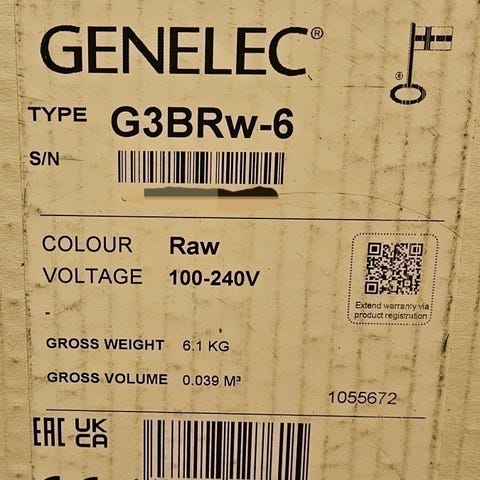 GENELEC®
®
TYPE G3BRw-6
S/N
COLOUR Raw
VOLTAGE 100-240V
-
Extend warranty via
product registration
GROSS WEIGHT 6.1 KG
GROSS VOLUME 0.039 M³
1055672
EAC UK
CA